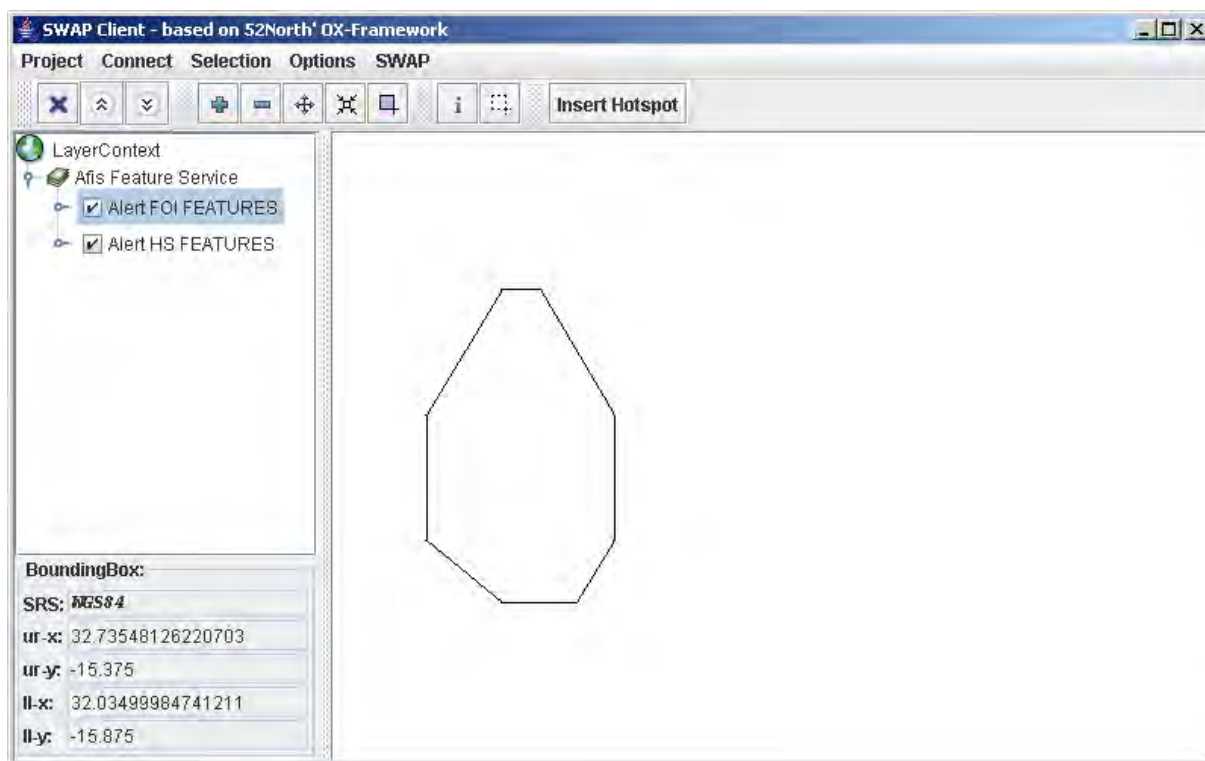 SWAP Client - based on 52North' OX-Framework
Project Connect Selection Options SWAP
i Insert Hotspot
LayerContext
Afis Feature Service
Alert FOI FEATURES
Alert HS FEATURES
BoundingBox:
SRS: WGS84
ur-x: 32.73548126220703
ur-y: -15.375
ll-x: 32.03499984741211
ll-y: -15.875